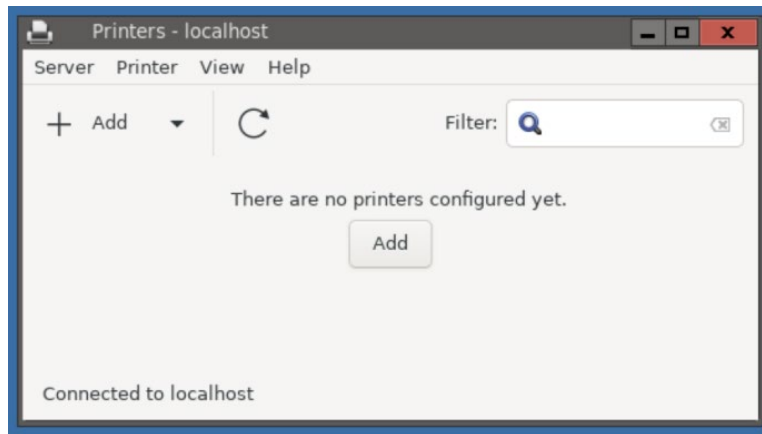 Printers - localhost
Server Printer View Help
Add Filter:
There are no printers configured yet.
Add
Connected to localhost